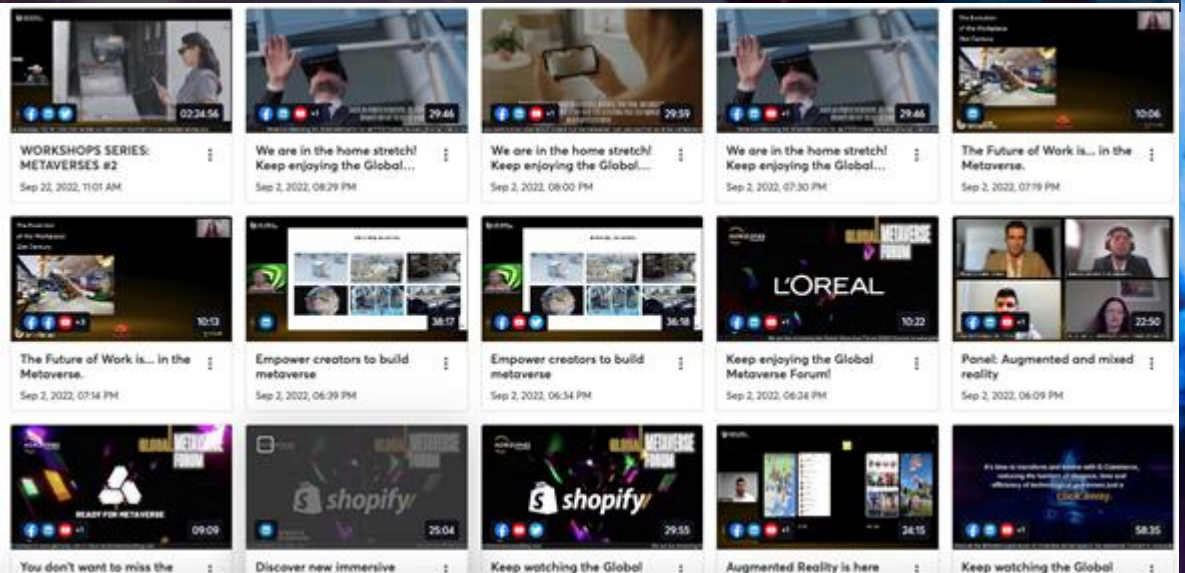 02:24:56
29:46
29:59
29:46
The Evolution
of the Workplace
21st Century
10:06
WORKSHOPS SERIES:
METAVERSES #2
Sep 22, 2022, 11:01 AM
We are in the home stretch!
Keep enjoying the Global...
Sep 2, 2022, 08:29 PM
We are in the home stretch!
Keep enjoying the Global...
Sep 2, 2022, 08:00 PM
We are in the home stretch!
Keep enjoying the Global...
Sep 2, 2022, 07:30 PM
The Future of Work is... in the
Metaverse.
Sep 2, 2022, 07:19 PM
The Evolution
of the Workplace
21st Century
10:13
38:17
36:18
GLOBAL METAVERSE
FORUM
L'OREAL
10:22
22:50
The Future of Work is... in the
Metaverse.
Sep 2, 2022, 07:14 PM
Empower creators to build
metaverse
Sep 2, 2022, 06:39 PM
Empower creators to build
metaverse
Sep 2, 2022, 06:34 PM
Keep enjoying the Global
Metaverse Forum!
Sep 2, 2022, 06:24 PM
Panel: Augmented and mixed
reality
Sep 2, 2022, 06:09 PM
GLOBAL METAVERSE
FORUM
READY FOR METAVERSE
09:09
GLOBAL METAVERSE
FORUM
shopify
25:04
GLOBAL METAVERSE
FORUM
shopify
29:55
24:15
It's time to transform and evolve with E-Commerce,
reducing the barriers of distance, time and
efficiency of technological processes just a
click away.
58:35
You don't want to miss the
Discover new immersive
Keep watching the Global
Augmented Reality is here
Keep watching the Global